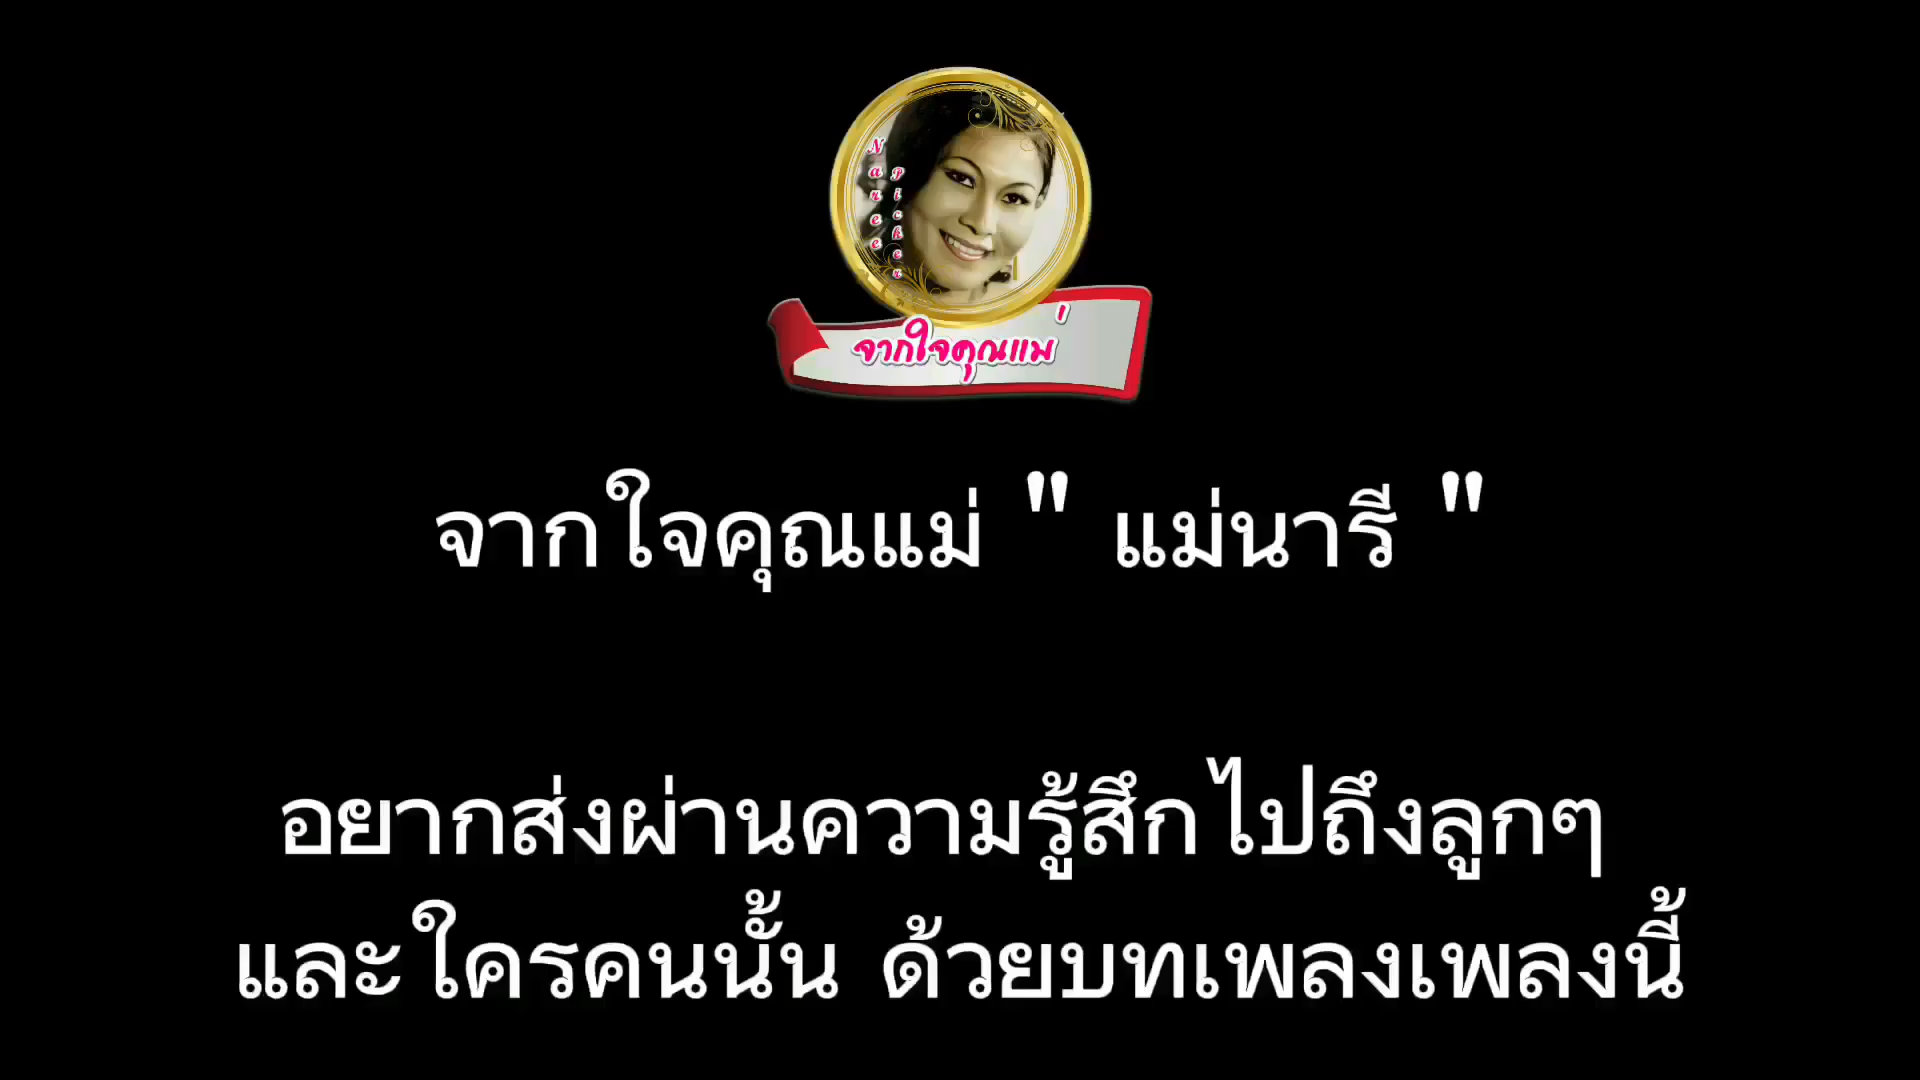 Naree
Picker
จากใจคุณแม่
จากใจคุณแม่ " แม่นารี "
อยากส่งผ่านความรู้สึกไปถึงลูกๆ
และใครคนนั้น ด้วยบทเพลงเพลงนี้